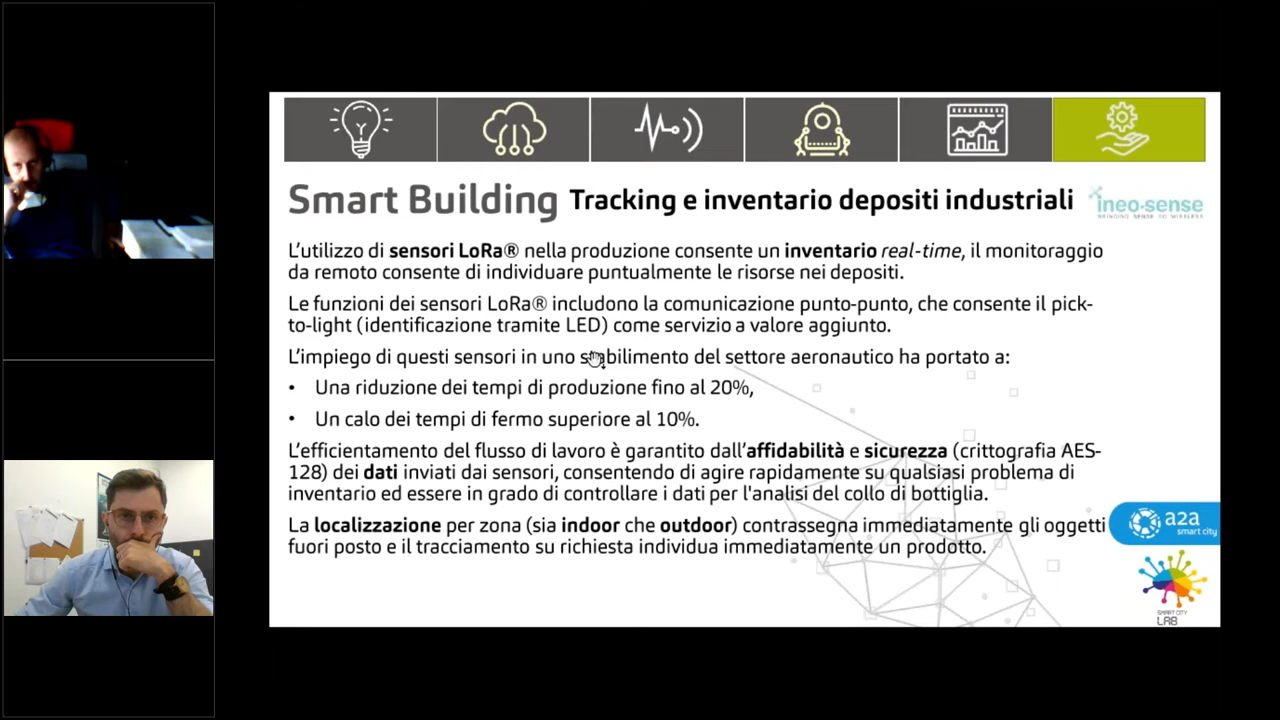 Smart Building Tracking e inventario depositi industriali
ineo-sense
BRINGING SENSE TO WIRELESS
L'utilizzo di sensori LoRa® nella produzione consente un inventario real-time, il monitoraggio
da remoto consente di individuare puntualmente le risorse nei depositi.
Le funzioni dei sensori LoRa® includono la comunicazione punto-punto, che consente il pick-
to-light (identificazione tramite LED) come servizio a valore aggiunto.
L'impiego di questi sensori in uno stabilimento del settore aeronautico ha portato a:
• Una riduzione dei tempi di produzione fino al 20%,
• Un calo dei tempi di fermo superiore al 10%.
L'efficientamento del flusso di lavoro è garantito dall'affidabilità e sicurezza (crittografia AES-
128) dei dati inviati dai sensori, consentendo di agire rapidamente su qualsiasi problema di
inventario ed essere in grado di controllare i dati per l'analisi del collo di bottiglia.
La localizzazione per zona (sia indoor che outdoor) contrassegna immediatamente gli oggetti
fuori posto e il tracciamento su richiesta individua immediatamente un prodotto.
a2a
smart city
SMART CITY
LAB